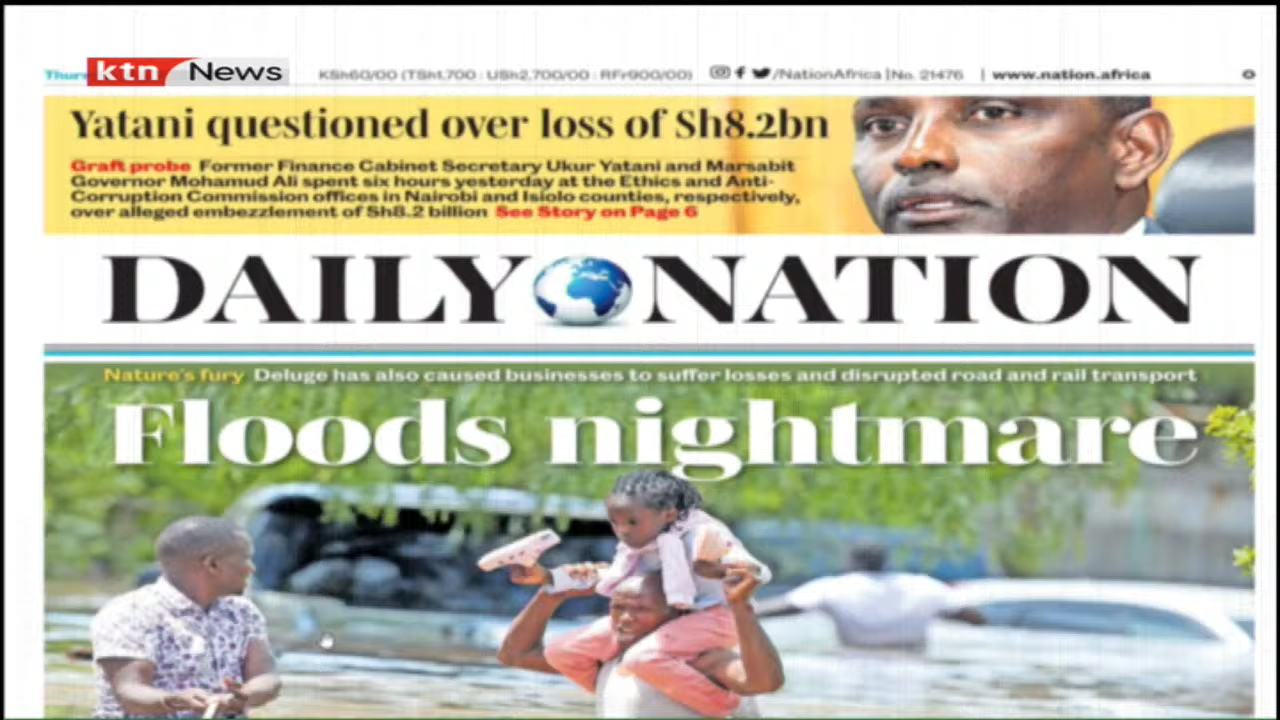 Thurs
ktn News
KSh60/00 (TSh1,700 : USh2,700/00 : RFr900/00)
/NationAfrica |No. 21476 | www.nation.africa
Yatani questioned over loss of Sh8.2bn
Graft probe Former Finance Cabinet Secretary Ukur Yatani and Marsabit
Governor Mohamud Ali spent six hours yesterday at the Ethics and Anti-
Corruption Commission offices in Nairobi and Isiolo counties, respectively,
over alleged embezzlement of Sh8.2 billion See Story on Page 6
DAILY NATION
Nature's fury Deluge has also caused businesses to suffer losses and disrupted road and rail transport
Floods nightmare